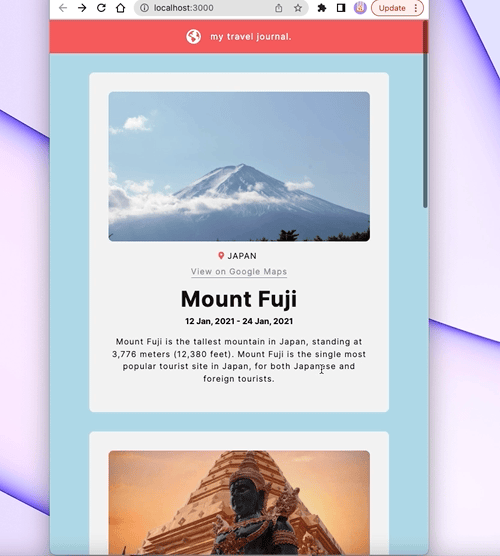 localhost:3000
Update
my travel journal.
JAPAN
View on Google Maps
Mount Fuji
12 Jan, 2021 - 24 Jan, 2021
Mount Fuji is the tallest mountain in Japan, standing at
3,776 meters (12,380 feet). Mount Fuji is the single most
popular tourist site in Japan, for both Japanese and
foreign tourists.